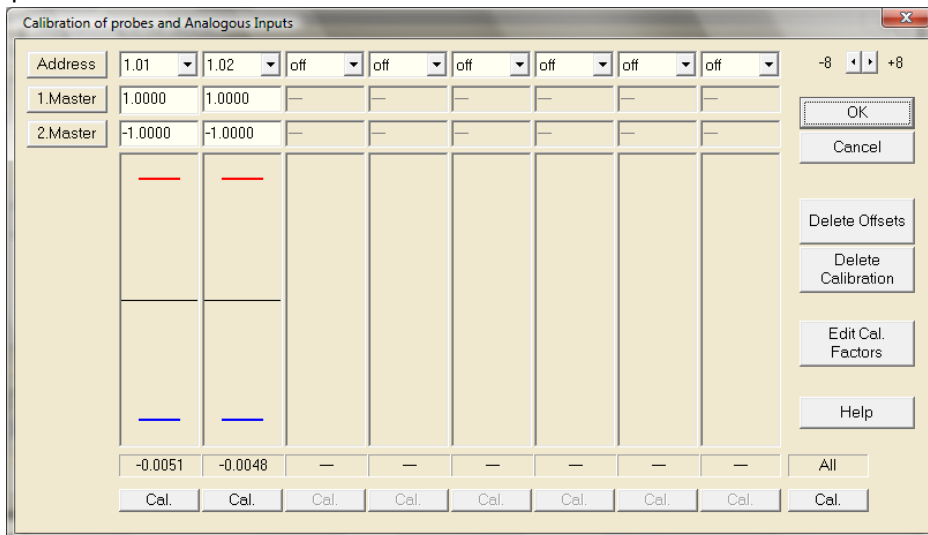 Calibration of probes and Analogous Inputs
x
Address 1.01 1.02 off off off off off off -8 +8
1.Master 1.0000 1.0000 — — — — — —
OK
2.Master -1.0000 -1.0000 — — — — — —
Cancel
Delete Offsets
Delete
Calibration
Edit Cal.
Factors
Help
-0.0051 -0.0048 — — — — — — All
Cal. Cal. Cal. Cal. Cal. Cal. Cal. Cal. Cal.